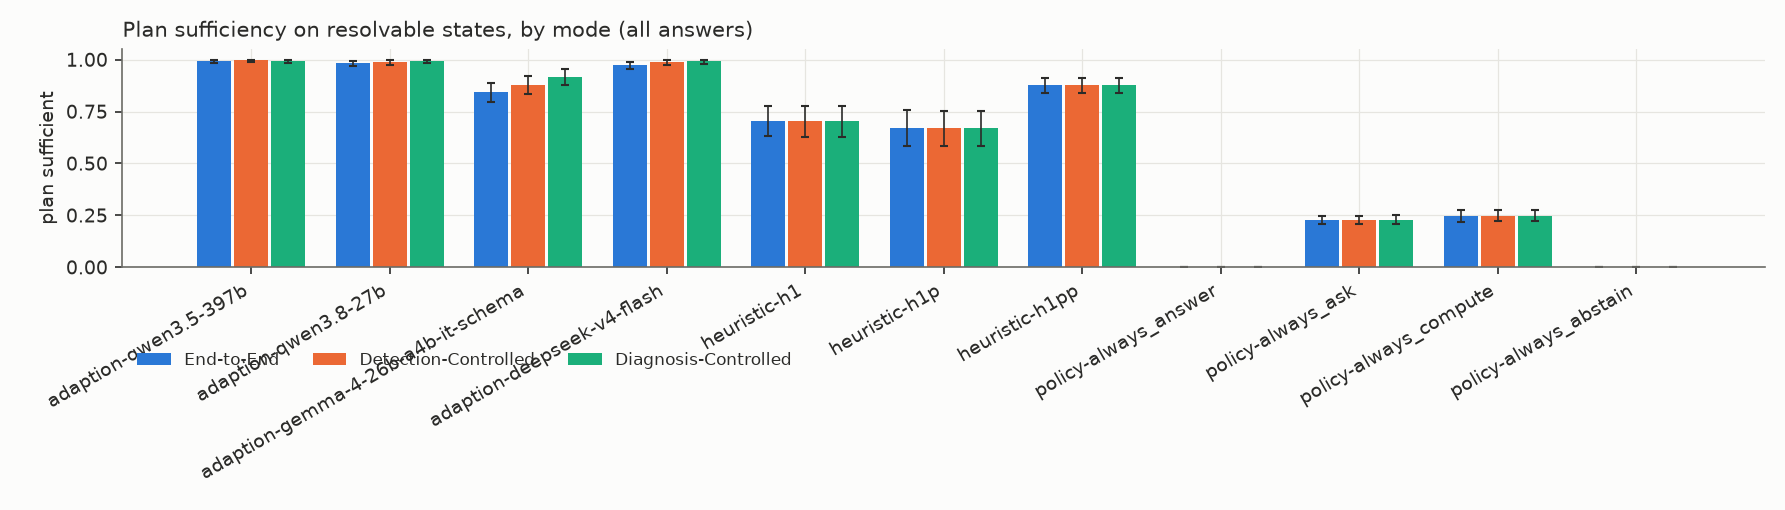 Plan sufficiency on resolvable states, by mode (all answers)
plan sufficient
1.00
0.75
0.50
0.25
0.00
adaption-qwen3.5-397b
adaption-qwen3.8-27b
adaption-gemma-4-26b-a4b-it-schema
adaption-deepseek-v4-flash
heuristic-h1
heuristic-h1p
heuristic-h1pp
policy-always_answer
policy-always_ask
policy-always_compute
policy-always_abstain
End-to-End
Detection-Controlled
Diagnosis-Controlled